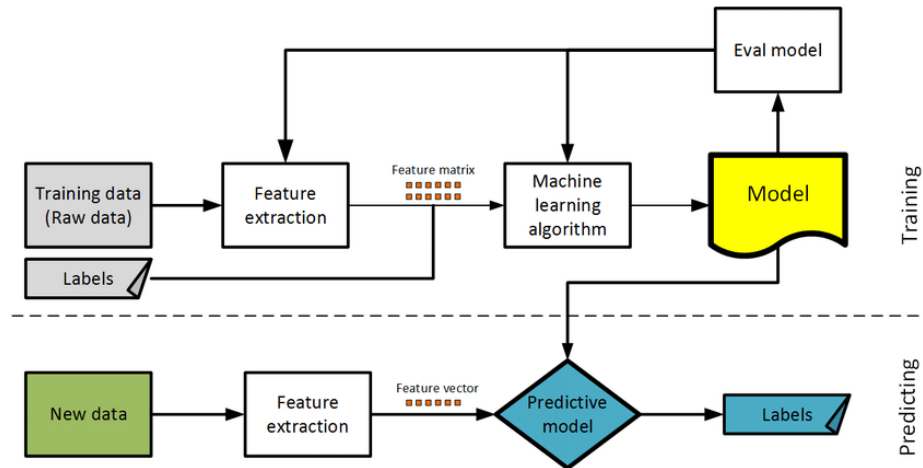 Eval model
Training data
(Raw data)
Feature
extraction
Feature matrix
Machine
learning
algorithm
Model
Labels
Training
New data
Feature
extraction
Feature vector
Predictive
model
Labels
Predicting